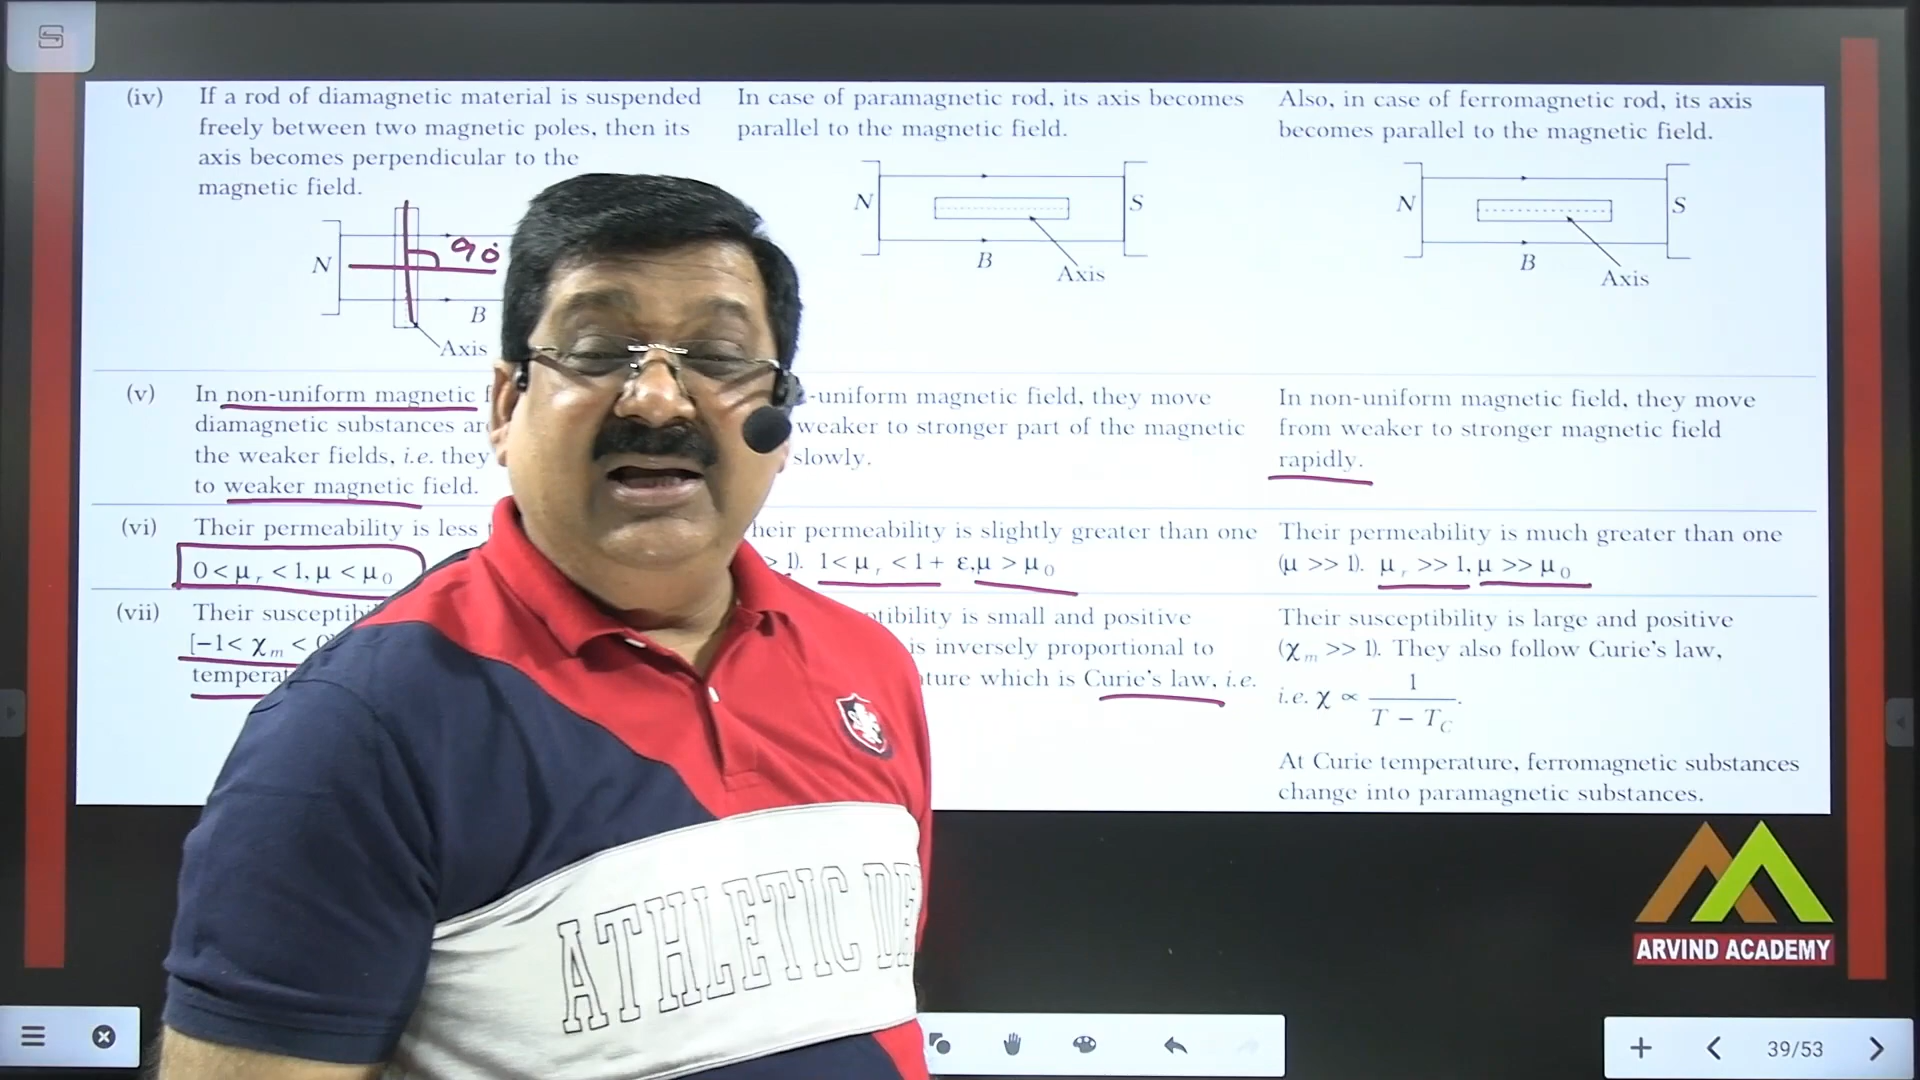 (iv) If a rod of diamagnetic material is suspended
freely between two magnetic poles, then its
axis becomes perpendicular to the
magnetic field.
N
90°
B
Axis
In case of paramagnetic rod, its axis becomes
parallel to the magnetic field.
N
S
B
Axis
Also, in case of ferromagnetic rod, its axis
becomes parallel to the magnetic field.
N
S
B
Axis
(v) In non-uniform magnetic
diamagnetic substances
the weaker fields, i.e. they
to weaker magnetic field.
-uniform magnetic field, they move
weaker to stronger part of the magnetic
slowly.
In non-uniform magnetic field, they move
from weaker to stronger magnetic field
rapidly.
(vi) Their permeability is less
0 < μr < 1, μ < μ0
heir permeability is slightly greater than one
> 1). 1 < μr < 1 + ε, μ > μ0
Their permeability is much greater than one
(μ >> 1). μr >> 1, μ >> μ0
(vii) Their
[−1 < χm <
tibility is small and positive
is inversely proportional to
ture which is Curie's law, i.e.
Their susceptibility is large and positive
(χm >> 1). They also follow Curie's law,
i.e. χ ∝ 1 / T − TC.
At Curie temperature, ferromagnetic substances
change into paramagnetic substances.
ATHLETIC
ARVIND ACADEMY
39/53